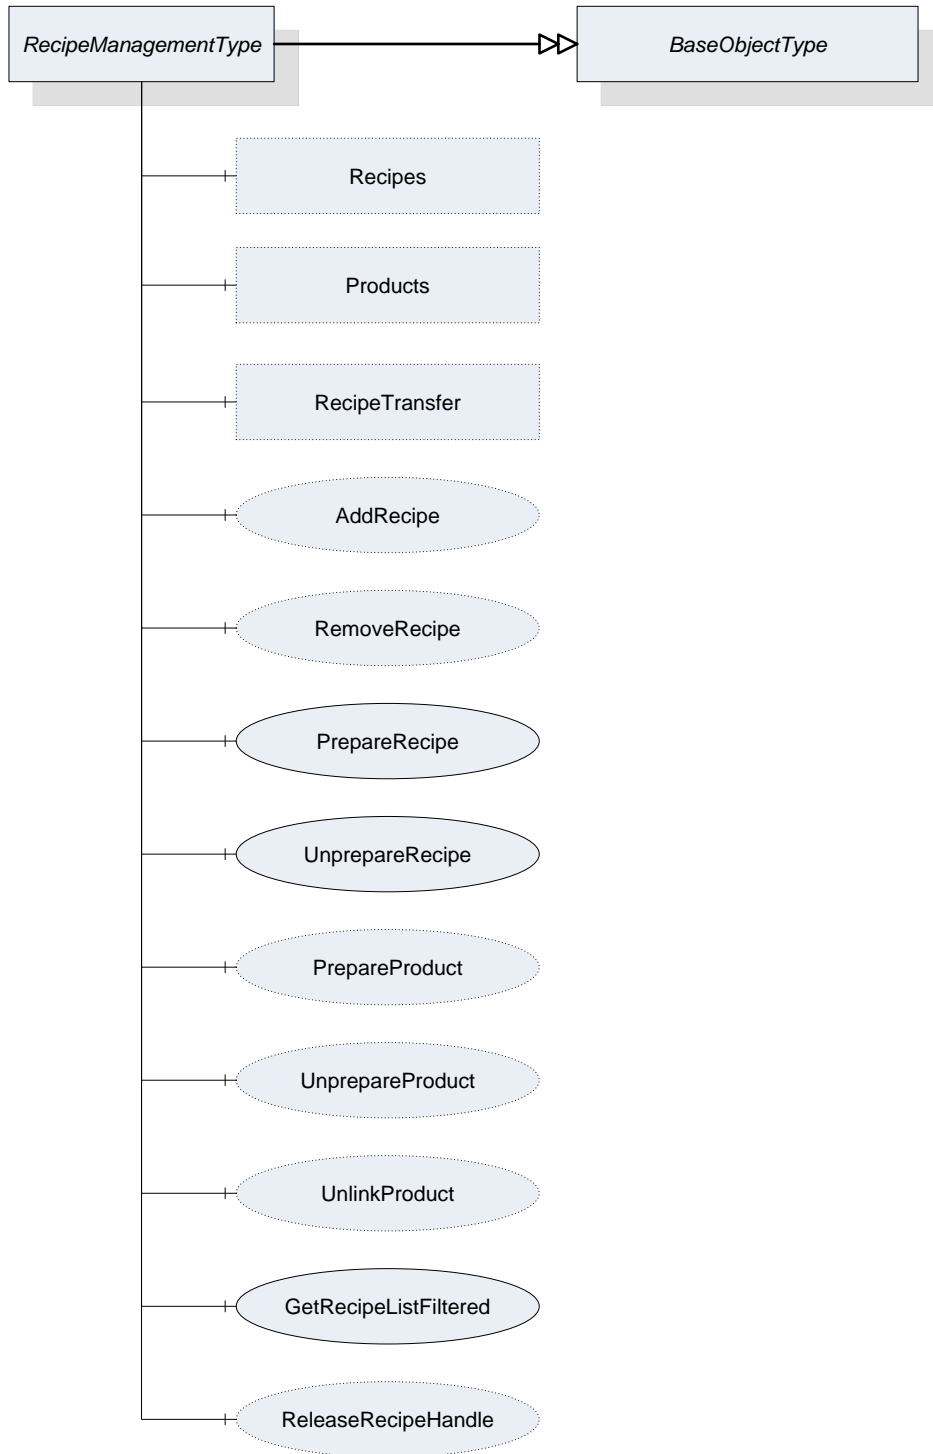 RecipeManagementType
BaseObjectType
Recipes
Products
RecipeTransfer
AddRecipe
RemoveRecipe
PrepareRecipe
UnprepareRecipe
PrepareProduct
UnprepareProduct
UnlinkProduct
GetRecipeListFiltered
ReleaseRecipeHandle